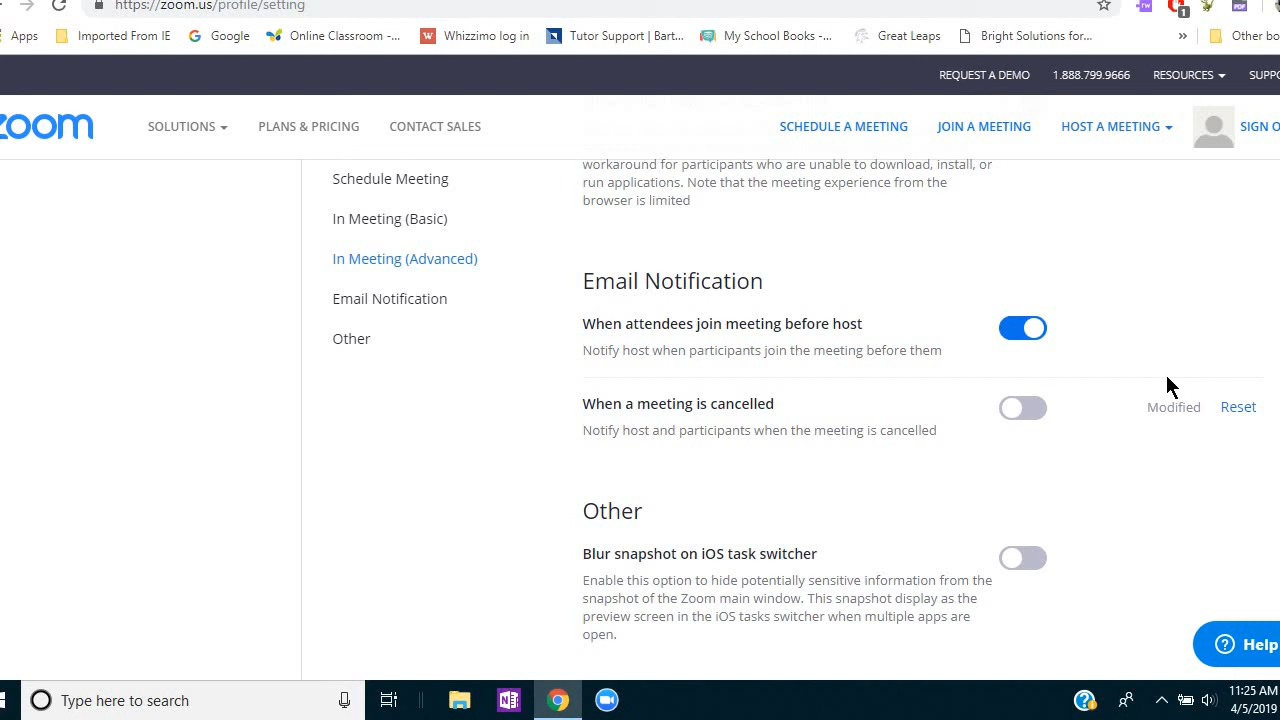 https://zoom.us/profile/setting
1
PDF
Apps
Imported From IE
Google
Online Classroom -...
Whizzimo log in
Tutor Support | Bart...
My School Books -...
Great Leaps
Bright Solutions for...
»
Other bo
REQUEST A DEMO
1.888.799.9666
RESOURCES
SUPPO
zoom
SOLUTIONS
PLANS & PRICING
CONTACT SALES
SCHEDULE A MEETING
JOIN A MEETING
HOST A MEETING
SIGN O
Schedule Meeting
In Meeting (Basic)
In Meeting (Advanced)
Email Notification
Other
workaround for participants who are unable to download, install, or
run applications. Note that the meeting experience from the
browser is limited
Email Notification
When attendees join meeting before host
Notify host when participants join the meeting before them
When a meeting is cancelled
Modified
Reset
Notify host and participants when the meeting is cancelled
Other
Blur snapshot on iOS task switcher
Enable this option to hide potentially sensitive information from the
snapshot of the Zoom main window. This snapshot display as the
preview screen in the iOS tasks switcher when multiple apps are
open.
Help
Type here to search
11:25 AM
4/5/2019